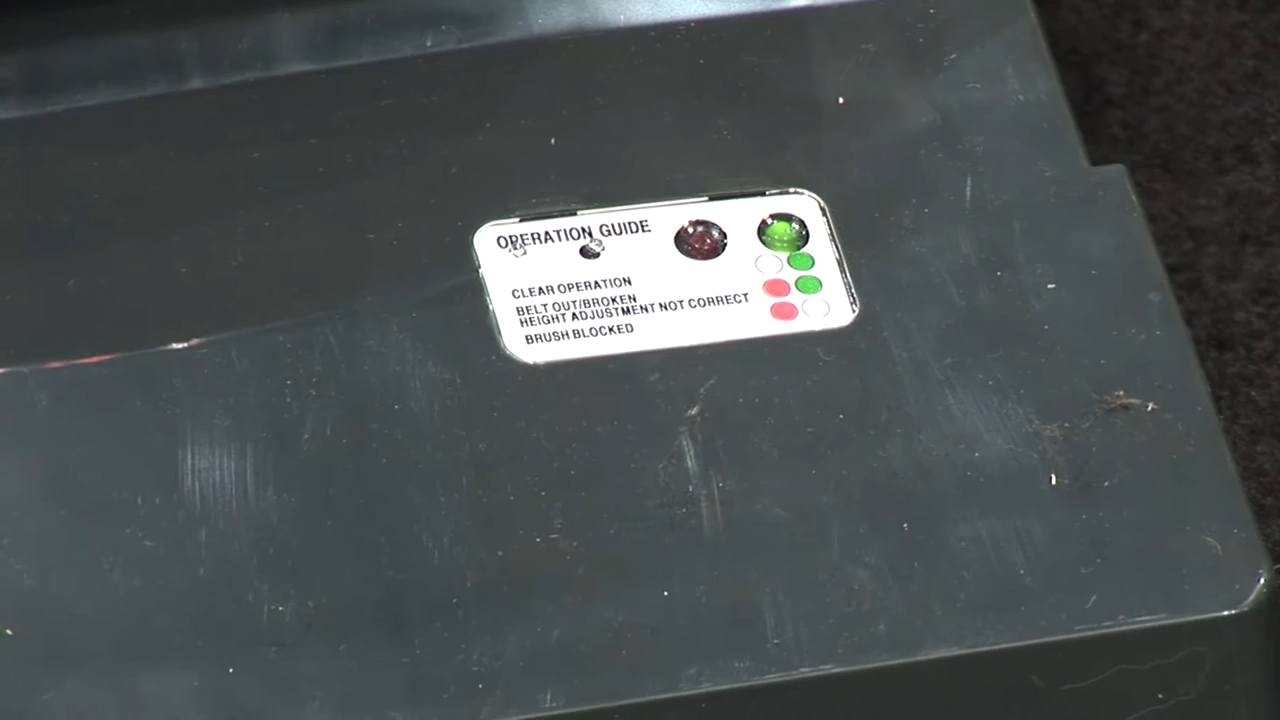 OPERATION GUIDE
CLEAR OPERATION
BELT OUT/BROKEN
HEIGHT ADJUSTMENT NOT CORRECT
BRUSH BLOCKED